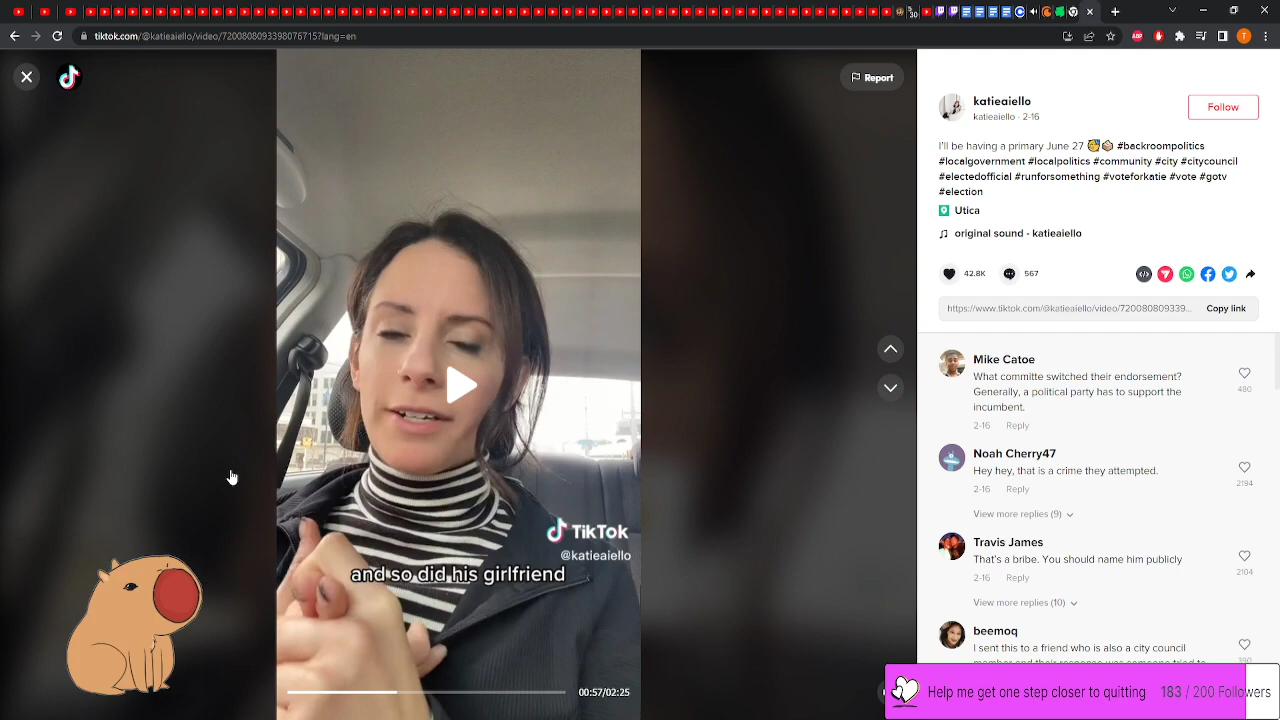 30
tiktok.com/@katieaiello/video/7200808093398076715?lang=en
T
Report
katieaiello
katieaiello · 2-16
Follow
I'll be having a primary June 27 #backroompolitics
#localgovernment #localpolitics #community #city #citycouncil
#electedofficial #runforsomething #voteforkatie #vote #gotv
#election
Utica
original sound - katieaiello
42.8K
567
https://www.tiktok.com/@katieaiello/video/720080809339...
Copy link
Mike Catoe
What committe switched their endorsement?
Generally, a political party has to support the
incumbent.
480
2-16 Reply
Noah Cherry47
Hey hey, that is a crime they attempted.
2194
2-16 Reply
View more replies (9)
Travis James
That's a bribe. You should name him publicly
2104
2-16 Reply
View more replies (10)
beemoq
I sent this to a friend who is also a city council
TikTok
@katieaiello
and so did his girlfriend
00:57/02:25
Help me get one step closer to quitting 183 / 200 Followers